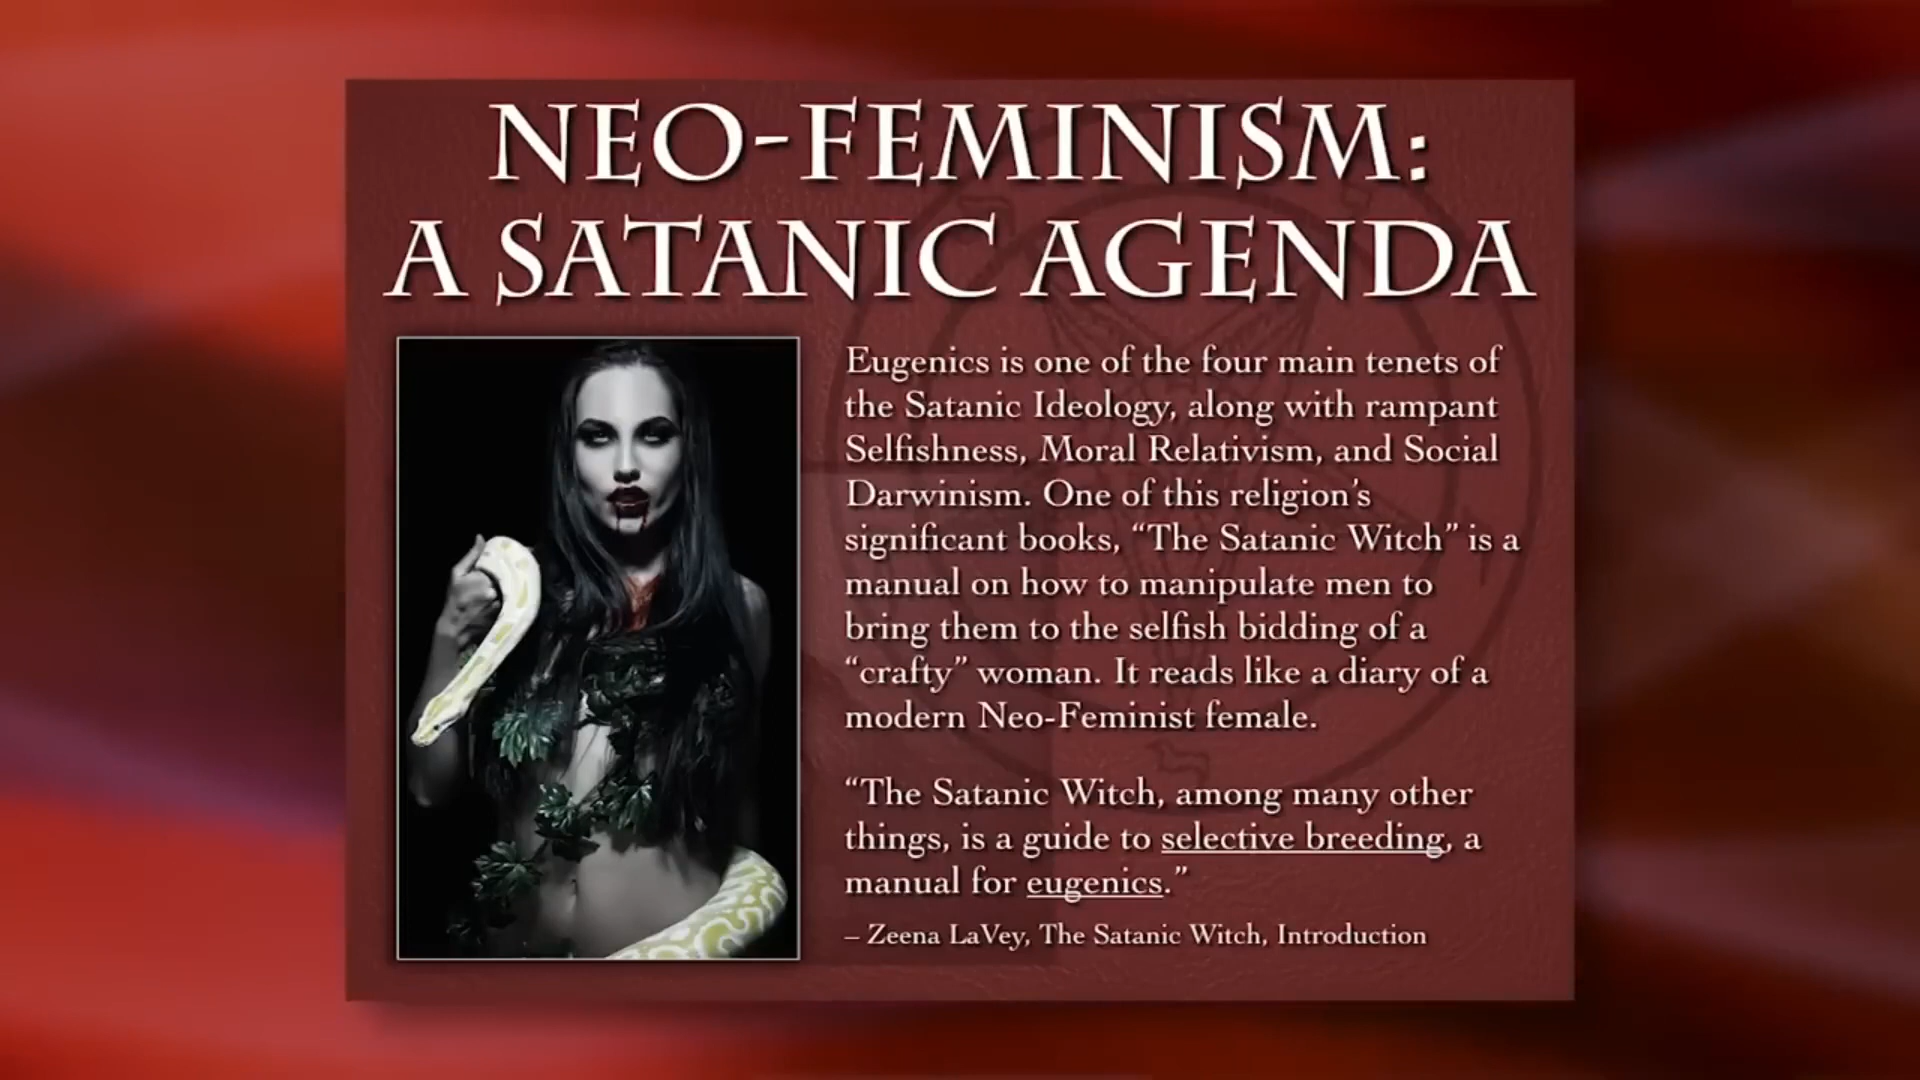 NEO-FEMINISM:
A SATANIC AGENDA
Eugenics is one of the four main tenets of
the Satanic Ideology, along with rampant
Selfishness, Moral Relativism, and Social
Darwinism. One of this religion’s
significant books, “The Satanic Witch” is a
manual on how to manipulate men to
bring them to the selfish bidding of a
“crafty” woman. It reads like a diary of a
modern Neo-Feminist female.
“The Satanic Witch, among many other
things, is a guide to selective breeding, a
manual for eugenics.”
– Zeena LaVey, The Satanic Witch, Introduction